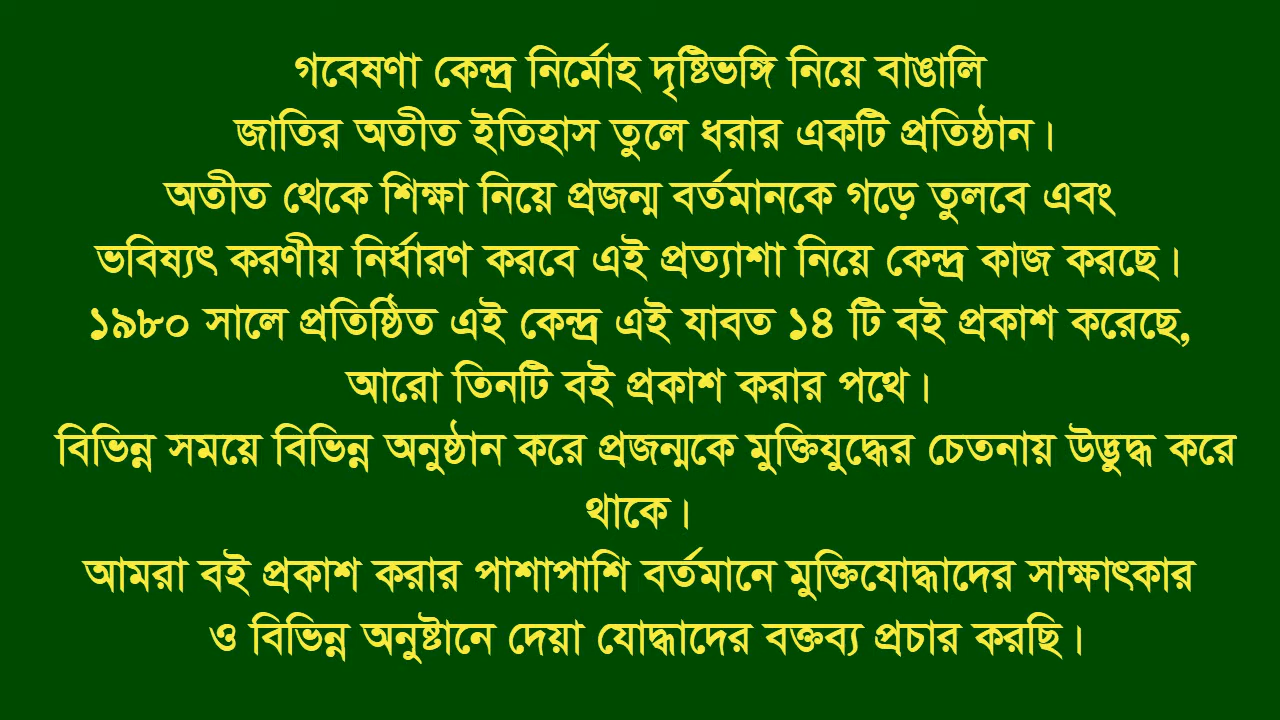 গবেষণা কেন্দ্র নির্মোহ দৃষ্টিভঙ্গি নিয়ে বাঙালি
জাতির অতীত ইতিহাস তুলে ধরার একটি প্রতিষ্ঠান।
অতীত থেকে শিক্ষা নিয়ে প্রজন্ম বর্তমানকে গড়ে তুলবে এবং
ভবিষ্যৎ করণীয় নির্ধারণ করবে এই প্রত্যাশা নিয়ে কেন্দ্র কাজ করছে।
১৯৮০ সালে প্রতিষ্ঠিত এই কেন্দ্র এই যাবত ১৪ টি বই প্রকাশ করেছে,
আরো তিনটি বই প্রকাশ করার পথে।
বিভিন্ন সময়ে বিভিন্ন অনুষ্ঠান করে প্রজন্মকে মুক্তিযুদ্ধের চেতনায় উদ্ভুদ্ধ করে
থাকে।
আমরা বই প্রকাশ করার পাশাপাশি বর্তমানে মুক্তিযোদ্ধাদের সাক্ষাৎকার
ও বিভিন্ন অনুষ্টানে দেয়া যোদ্ধাদের বক্তব্য প্রচার করছি।